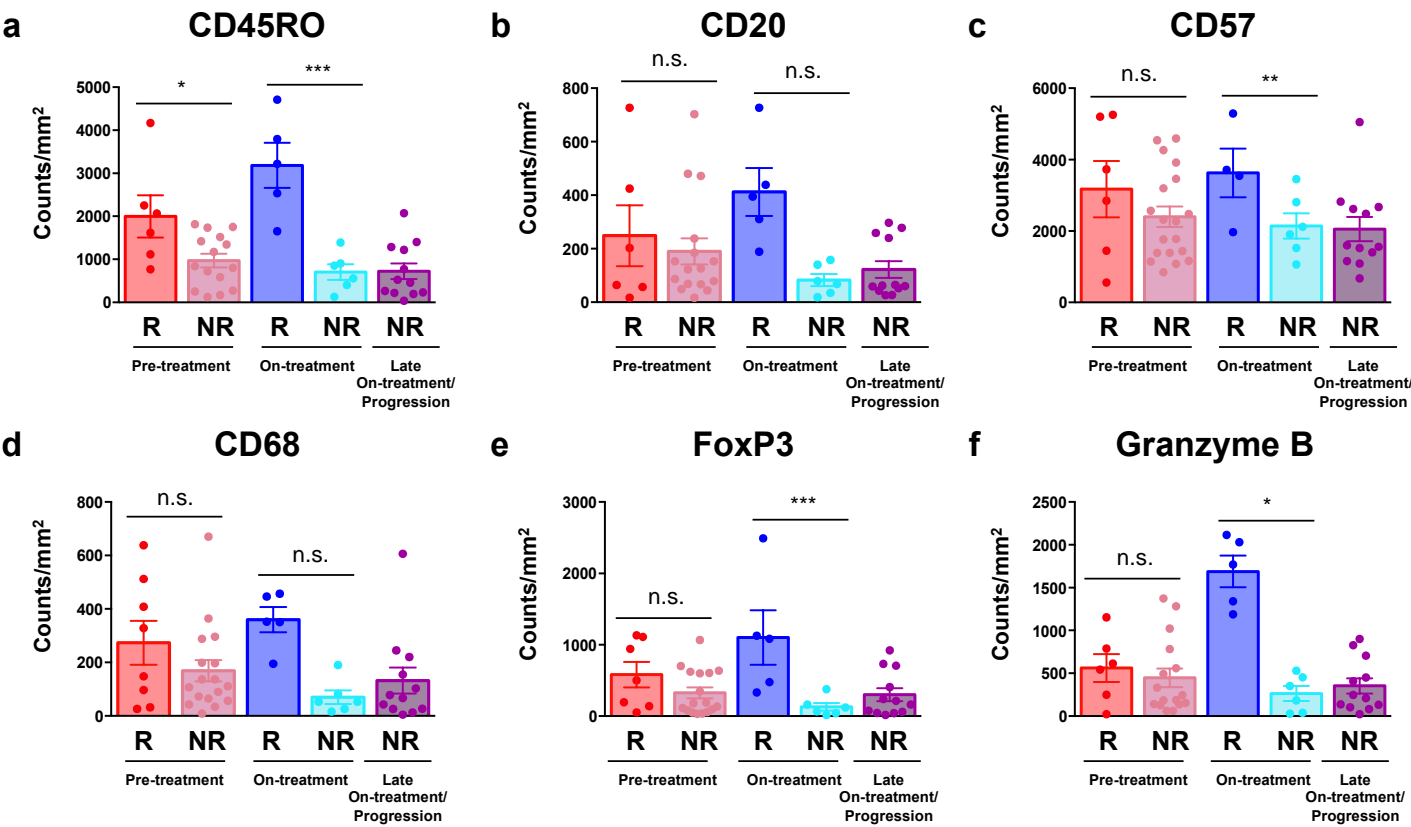 a
CD45RO
Counts/mm²
5000
4000
3000
2000
1000
0
*
***
R NR R NR NR
Pre-treatment On-treatment Late
On-treatment/
Progression
b
CD20
Counts/mm²
800
600
400
200
0
n.s.
n.s.
R NR R NR NR
Pre-treatment On-treatment Late
On-treatment/
Progression
c
CD57
Counts/mm²
6000
4000
2000
0
n.s.
**
R NR R NR NR
Pre-treatment On-treatment Late
On-treatment/
Progression
d
CD68
Counts/mm²
800
600
400
200
0
n.s.
n.s.
R NR R NR NR
Pre-treatment On-treatment Late
On-treatment/
Progression
e
FoxP3
Counts/mm²
3000
2000
1000
0
n.s.
***
R NR R NR NR
Pre-treatment On-treatment Late
On-treatment/
Progression
f
Granzyme B
Counts/mm²
2500
2000
1500
1000
500
0
n.s.
*
R NR R NR NR
Pre-treatment On-treatment Late
On-treatment/
Progression